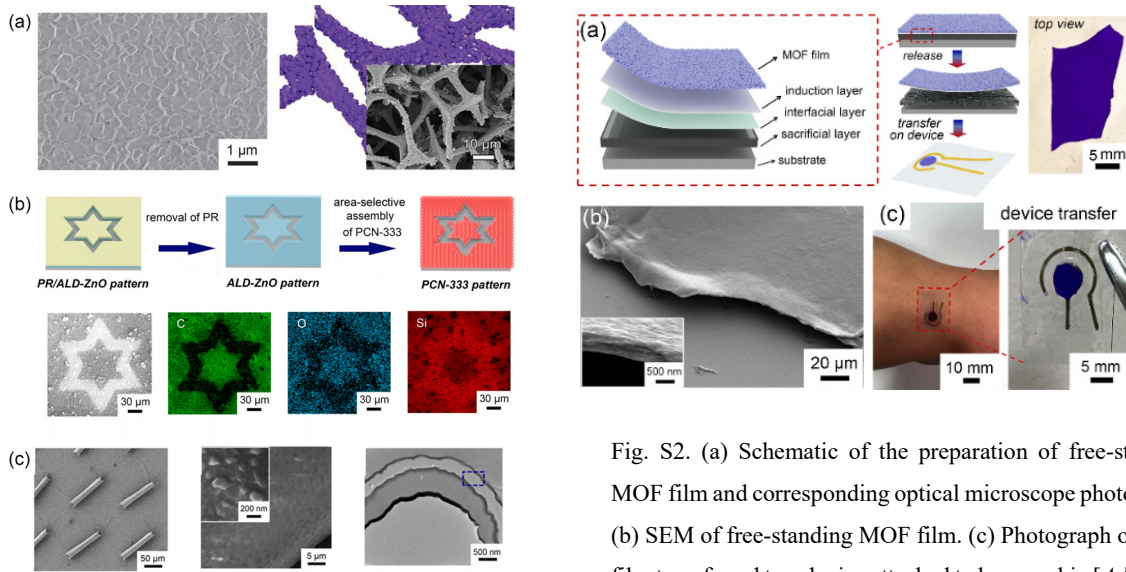 (a)
1 µm
10 µm
(b)
removal of PR
area-selective
assembly
of PCN-333
PR/ALD-ZnO pattern
ALD-ZnO pattern
PCN-333 pattern
C
O
Si
30 µm
30 µm
30 µm
30 µm
(c)
50 µm
200 nm
5 µm
500 nm
(a)
MOF film
induction layer
interfacial layer
sacrificial layer
substrate
release
transfer
on device
top view
5 mm
(b)
500 nm
20 µm
(c)
device transfer
10 mm
5 mm
Fig. S2. (a) Schematic of the preparation of free-st
MOF film and corresponding optical microscope photo
(b) SEM of free-standing MOF film. (c) Photograph o